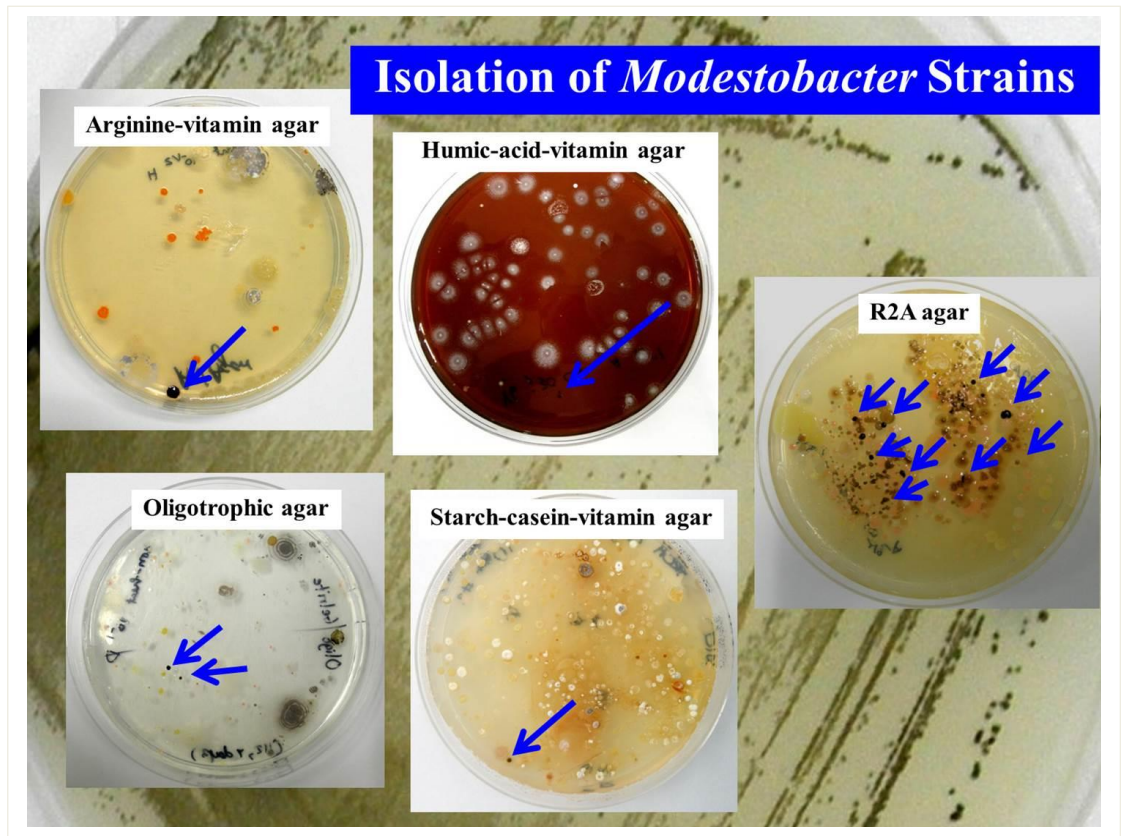 Isolation of Modestobacter Strains
Arginine-vitamin agar
Humic-acid-vitamin agar
R2A agar
Oligotrophic agar
Starch-casein-vitamin agar